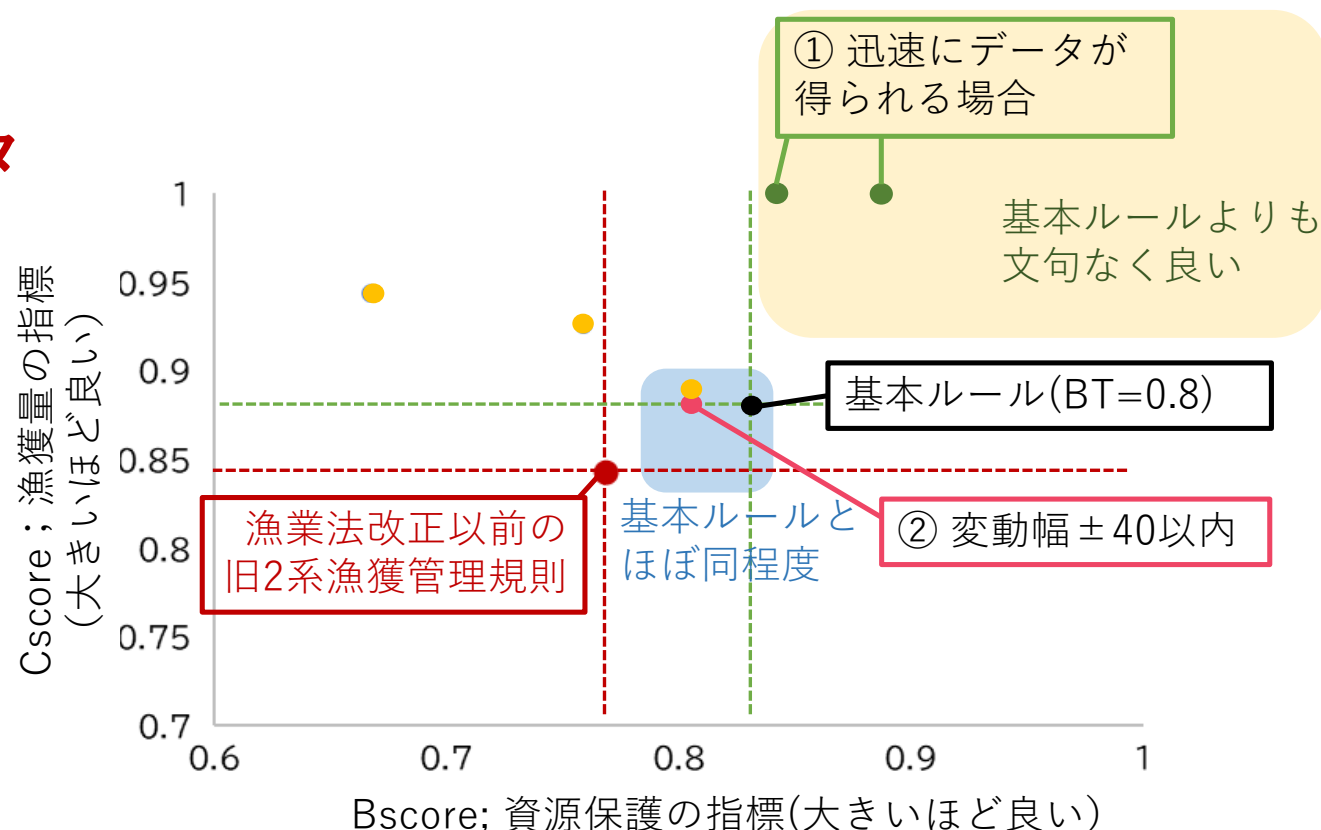 ① 迅速にデータが
得られる場合
タ
基本ルールよりも
文句なく良い
1
0.95
0.9
0.85
0.8
0.75
0.7
Cscore；漁獲量の指標
(大きいほど良い)
基本ルール(BT=0.8)
② 変動幅±40以内
基本ルールと
ほぼ同程度
漁業法改正以前の
旧2系漁獲管理規則
0.6
0.7
0.8
0.9
1
Bscore; 資源保護の指標(大きいほど良い)